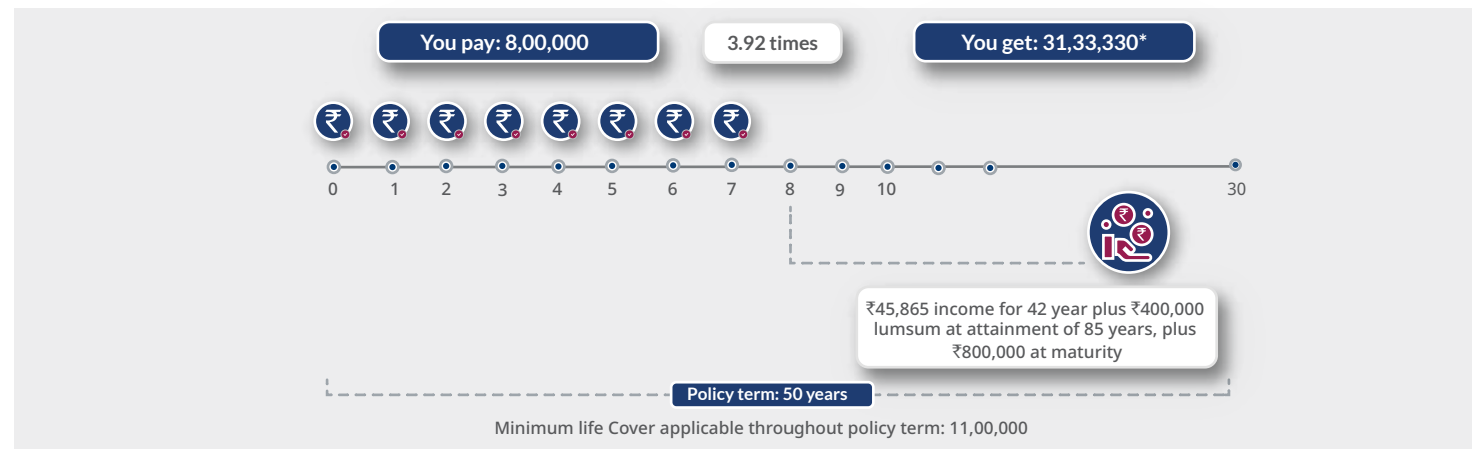 You pay: 8,00,000
3.92 times
You get: 31,33,330*
₹ ₹ ₹ ₹ ₹ ₹ ₹ ₹
0 1 2 3 4 5 6 7 8 9 10 30
₹
₹
₹45,865 income for 42 year plus ₹400,000
lumsum at attainment of 85 years, plus
₹800,000 at maturity
Policy term: 50 years
Minimum life Cover applicable throughout policy term: 11,00,000